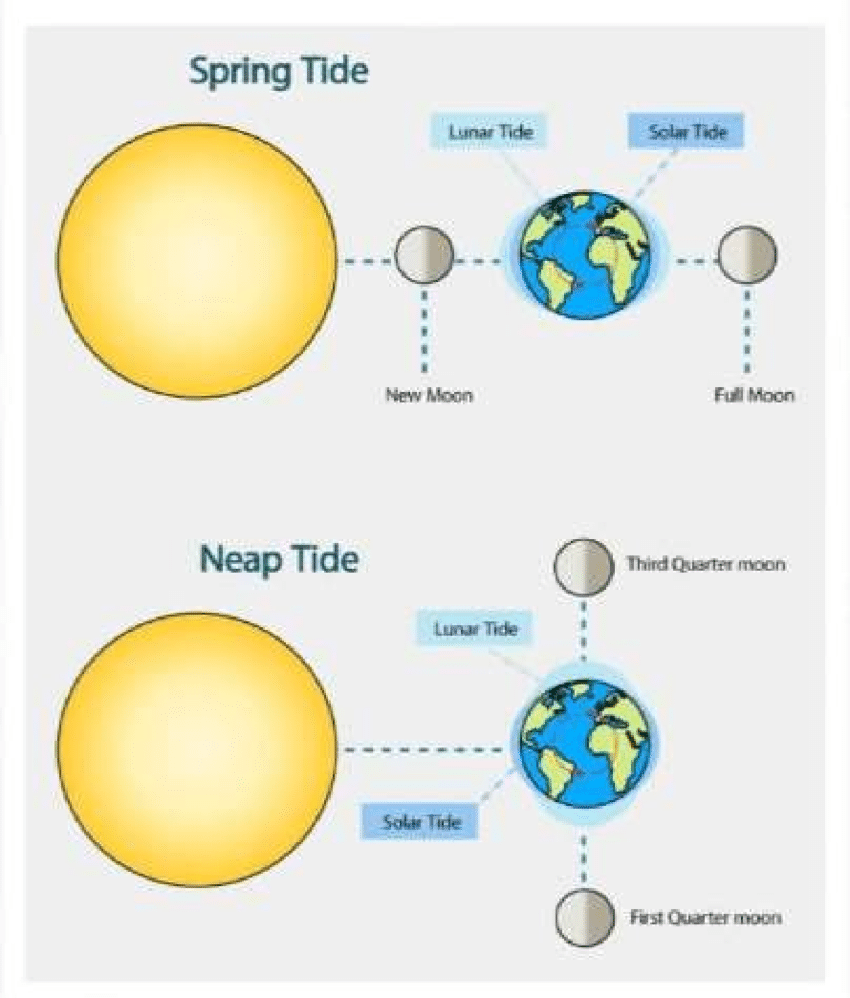 Spring Tide
Lunar Tide
Solar Tide
New Moon
Full Moon
Neap Tide
Third Quarter moon
Lunar Tide
Solar Tide
First Quarter moon